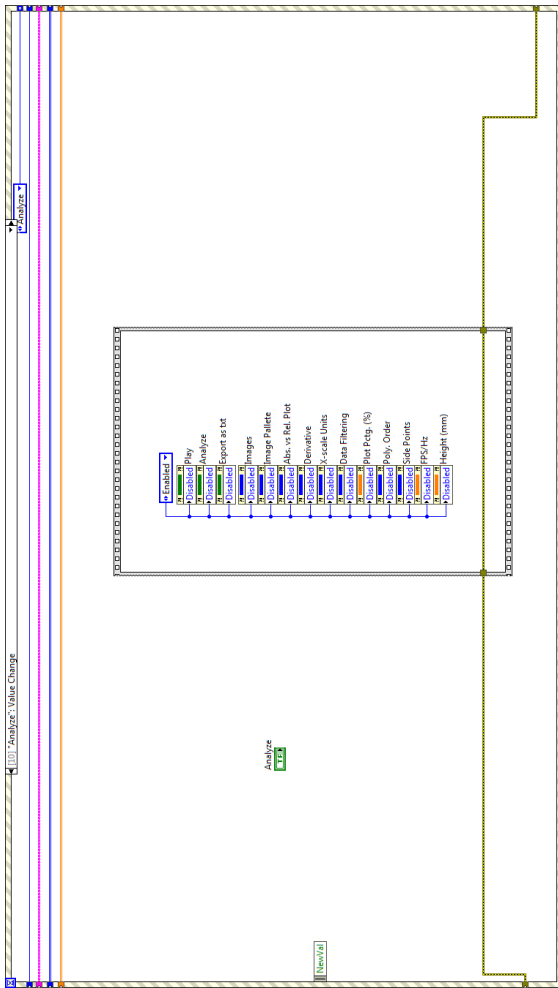 [10] "Analyze": Value Change
Analyze
Enabled
Play
Disabled
Analyze
Disabled
Export as txt
Disabled
Images
Disabled
Image Pallete
Disabled
Abs. vs Rel. Plot
Disabled
Derivative
Disabled
X-scale Units
Disabled
Data Filtering
Disabled
Plot Pctg. (%)
Disabled
Poly. Order
Disabled
Side Points
Disabled
FPS/Hz
Disabled
Height (mm)
Disabled
Analyze
TF
NewVal